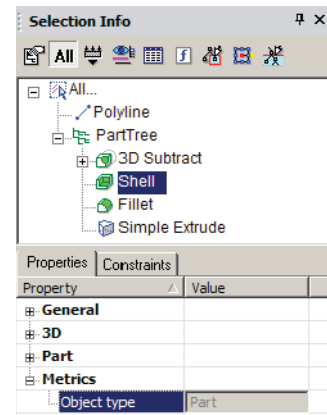 Selection Info
All
All...
Polyline
PartTree
3D Subtract
Shell
Fillet
Simple Extrude
Properties Constraints
Property Value
General
3D
Part
Metrics
Object type Part